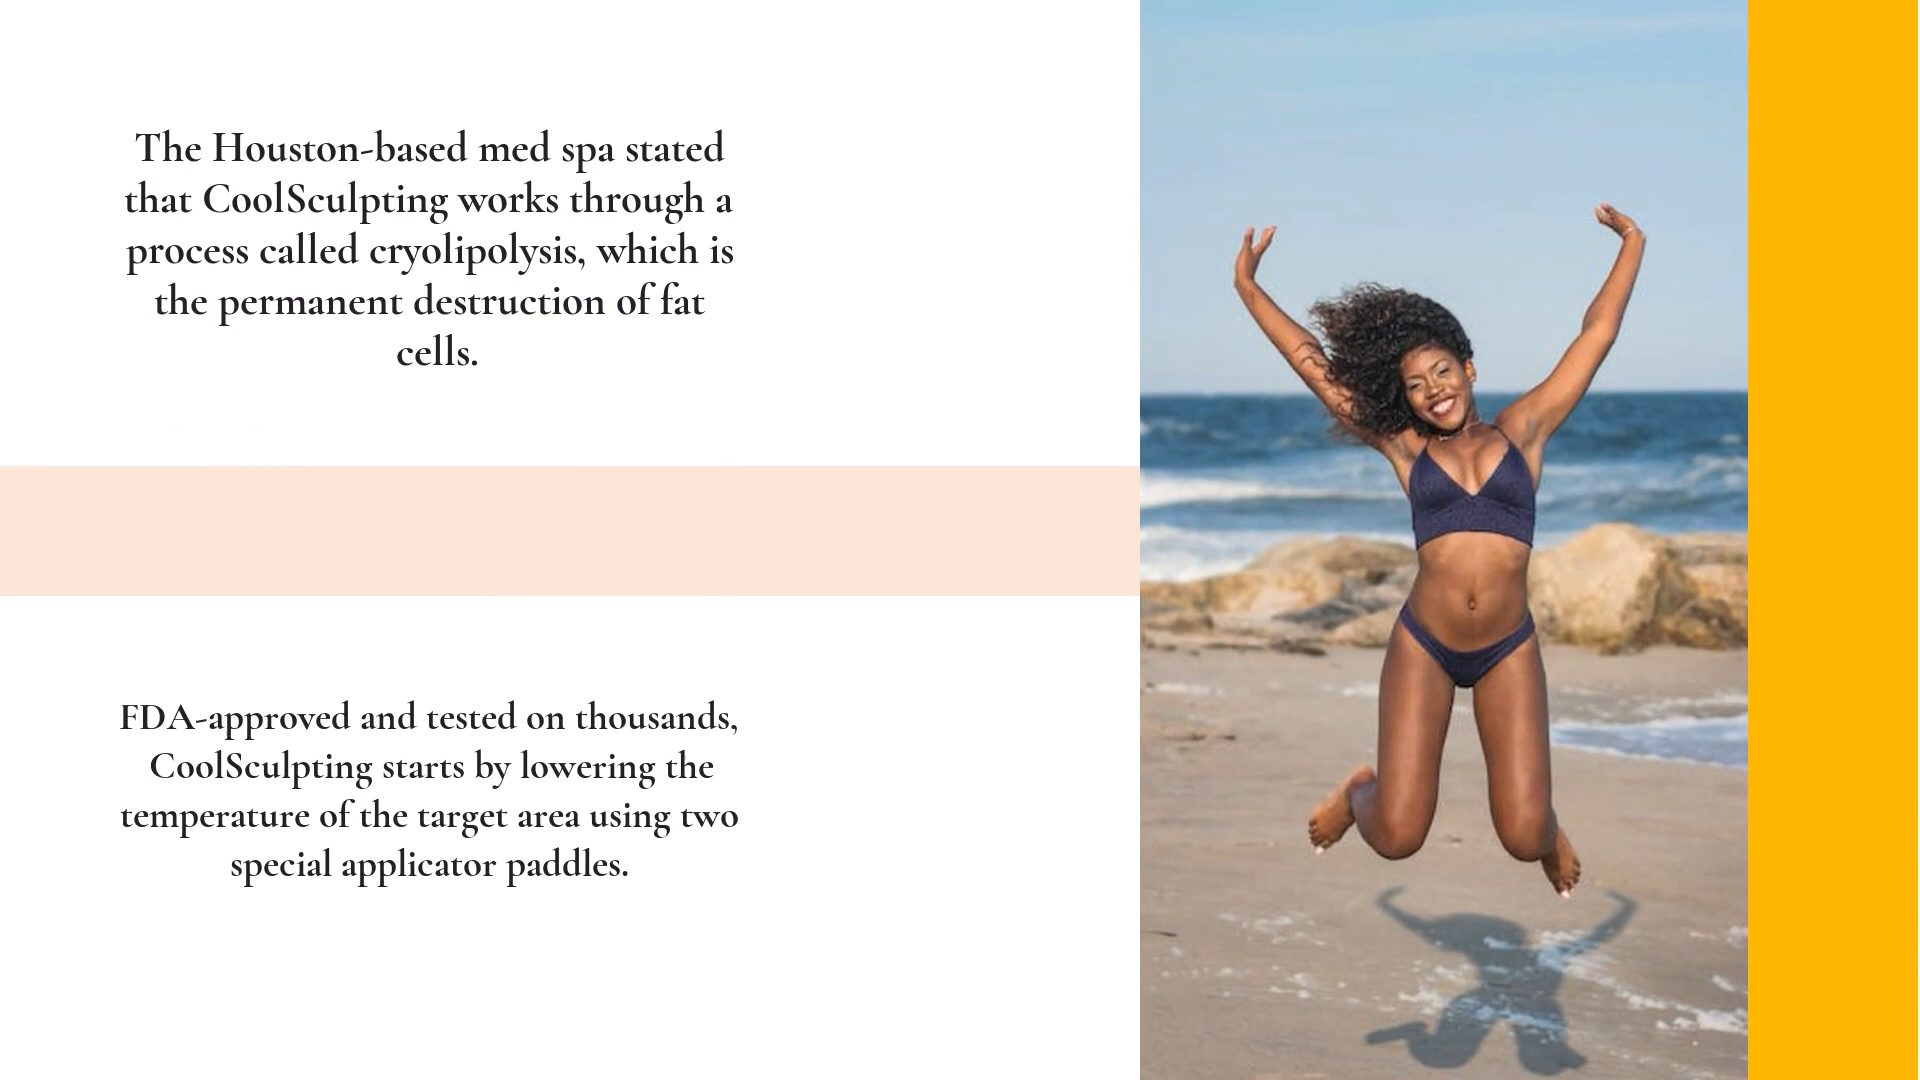 The Houston-based med spa stated
that CoolSculpting works through a
process called cryolipolysis, which is
the permanent destruction of fat
cells.
FDA-approved and tested on thousands,
CoolSculpting starts by lowering the
temperature of the target area using two
special applicator paddles.